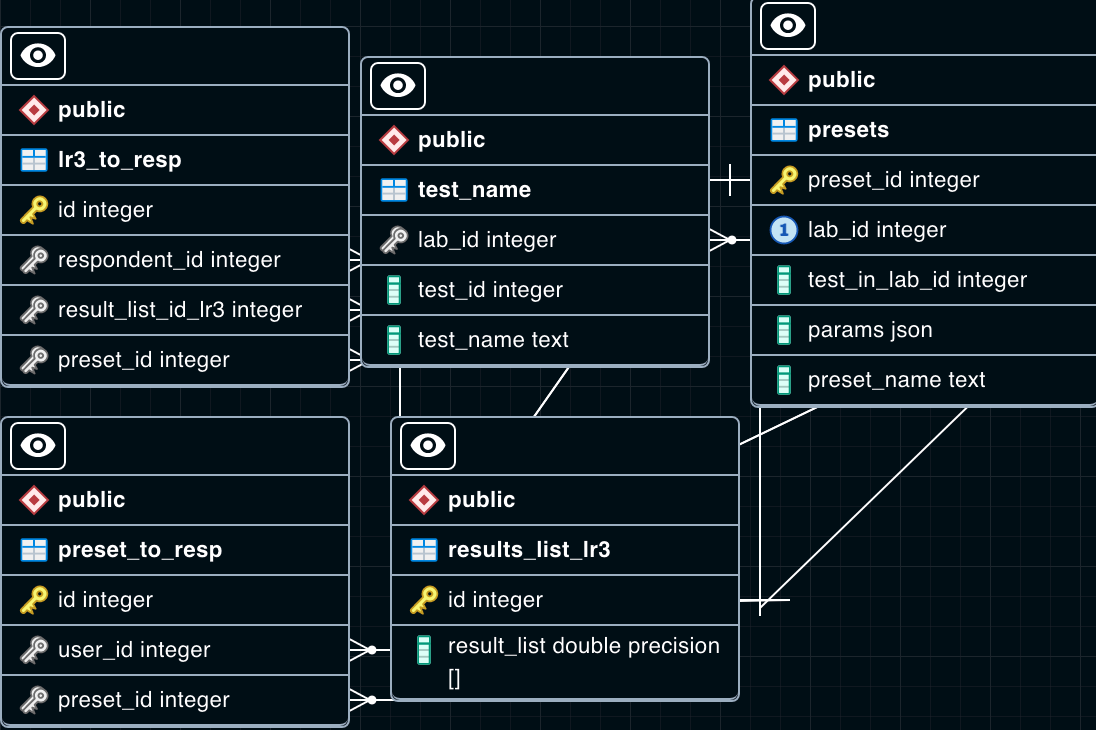 public
lr3_to_resp
id integer
respondent_id integer
result_list_id_lr3 integer
preset_id integer
public
test_name
lab_id integer
test_id integer
test_name text
public
presets
preset_id integer
1 lab_id integer
test_in_lab_id integer
params json
preset_name text
public
preset_to_resp
id integer
user_id integer
preset_id integer
public
results_list_lr3
id integer
result_list double precision
[]